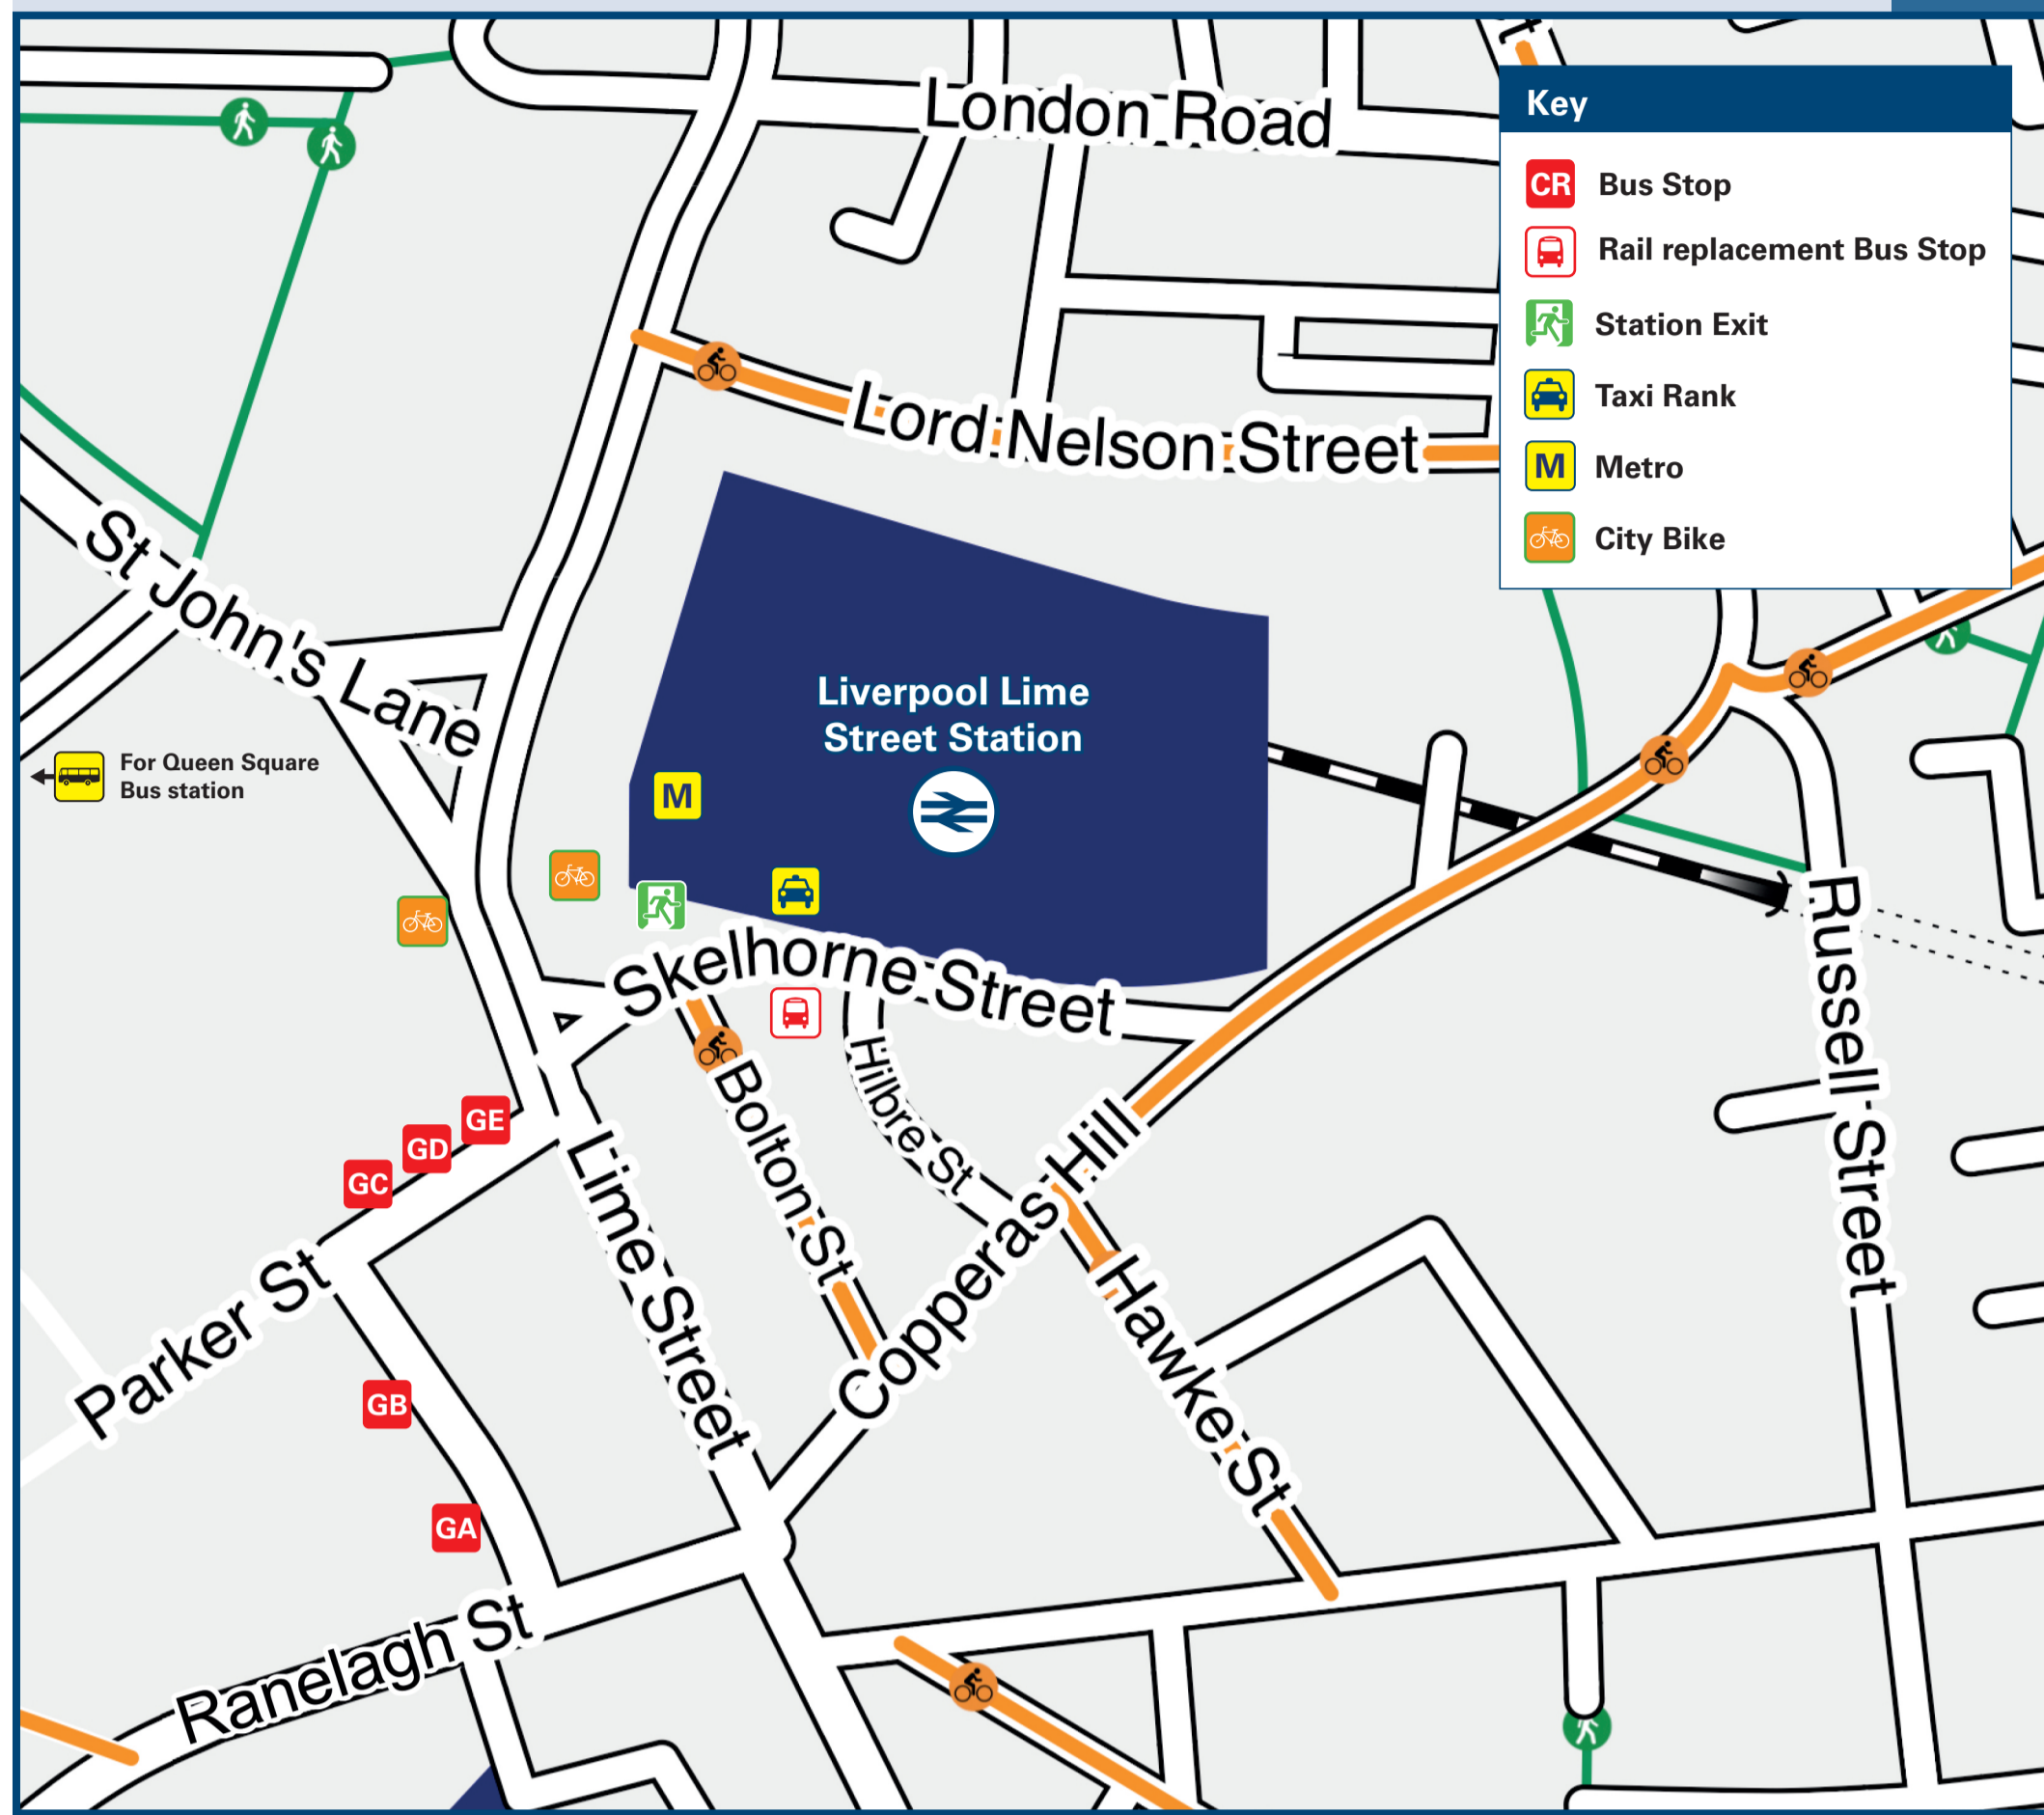 t
London Road
Key
CR Bus Stop
Rail replacement Bus Stop
Station Exit
Taxi Rank
M Metro
City Bike
Lord Nelson Street
St John's Lane
Liverpool Lime
Street Station
For Queen Square
Bus station
M
Skelhorne Street
Russell Street
Hilbre St
Bolton St
Copperas Hill
Lime Street
Hawke St
GE
GD
GC
Parker St
GB
GA
Ranelagh St